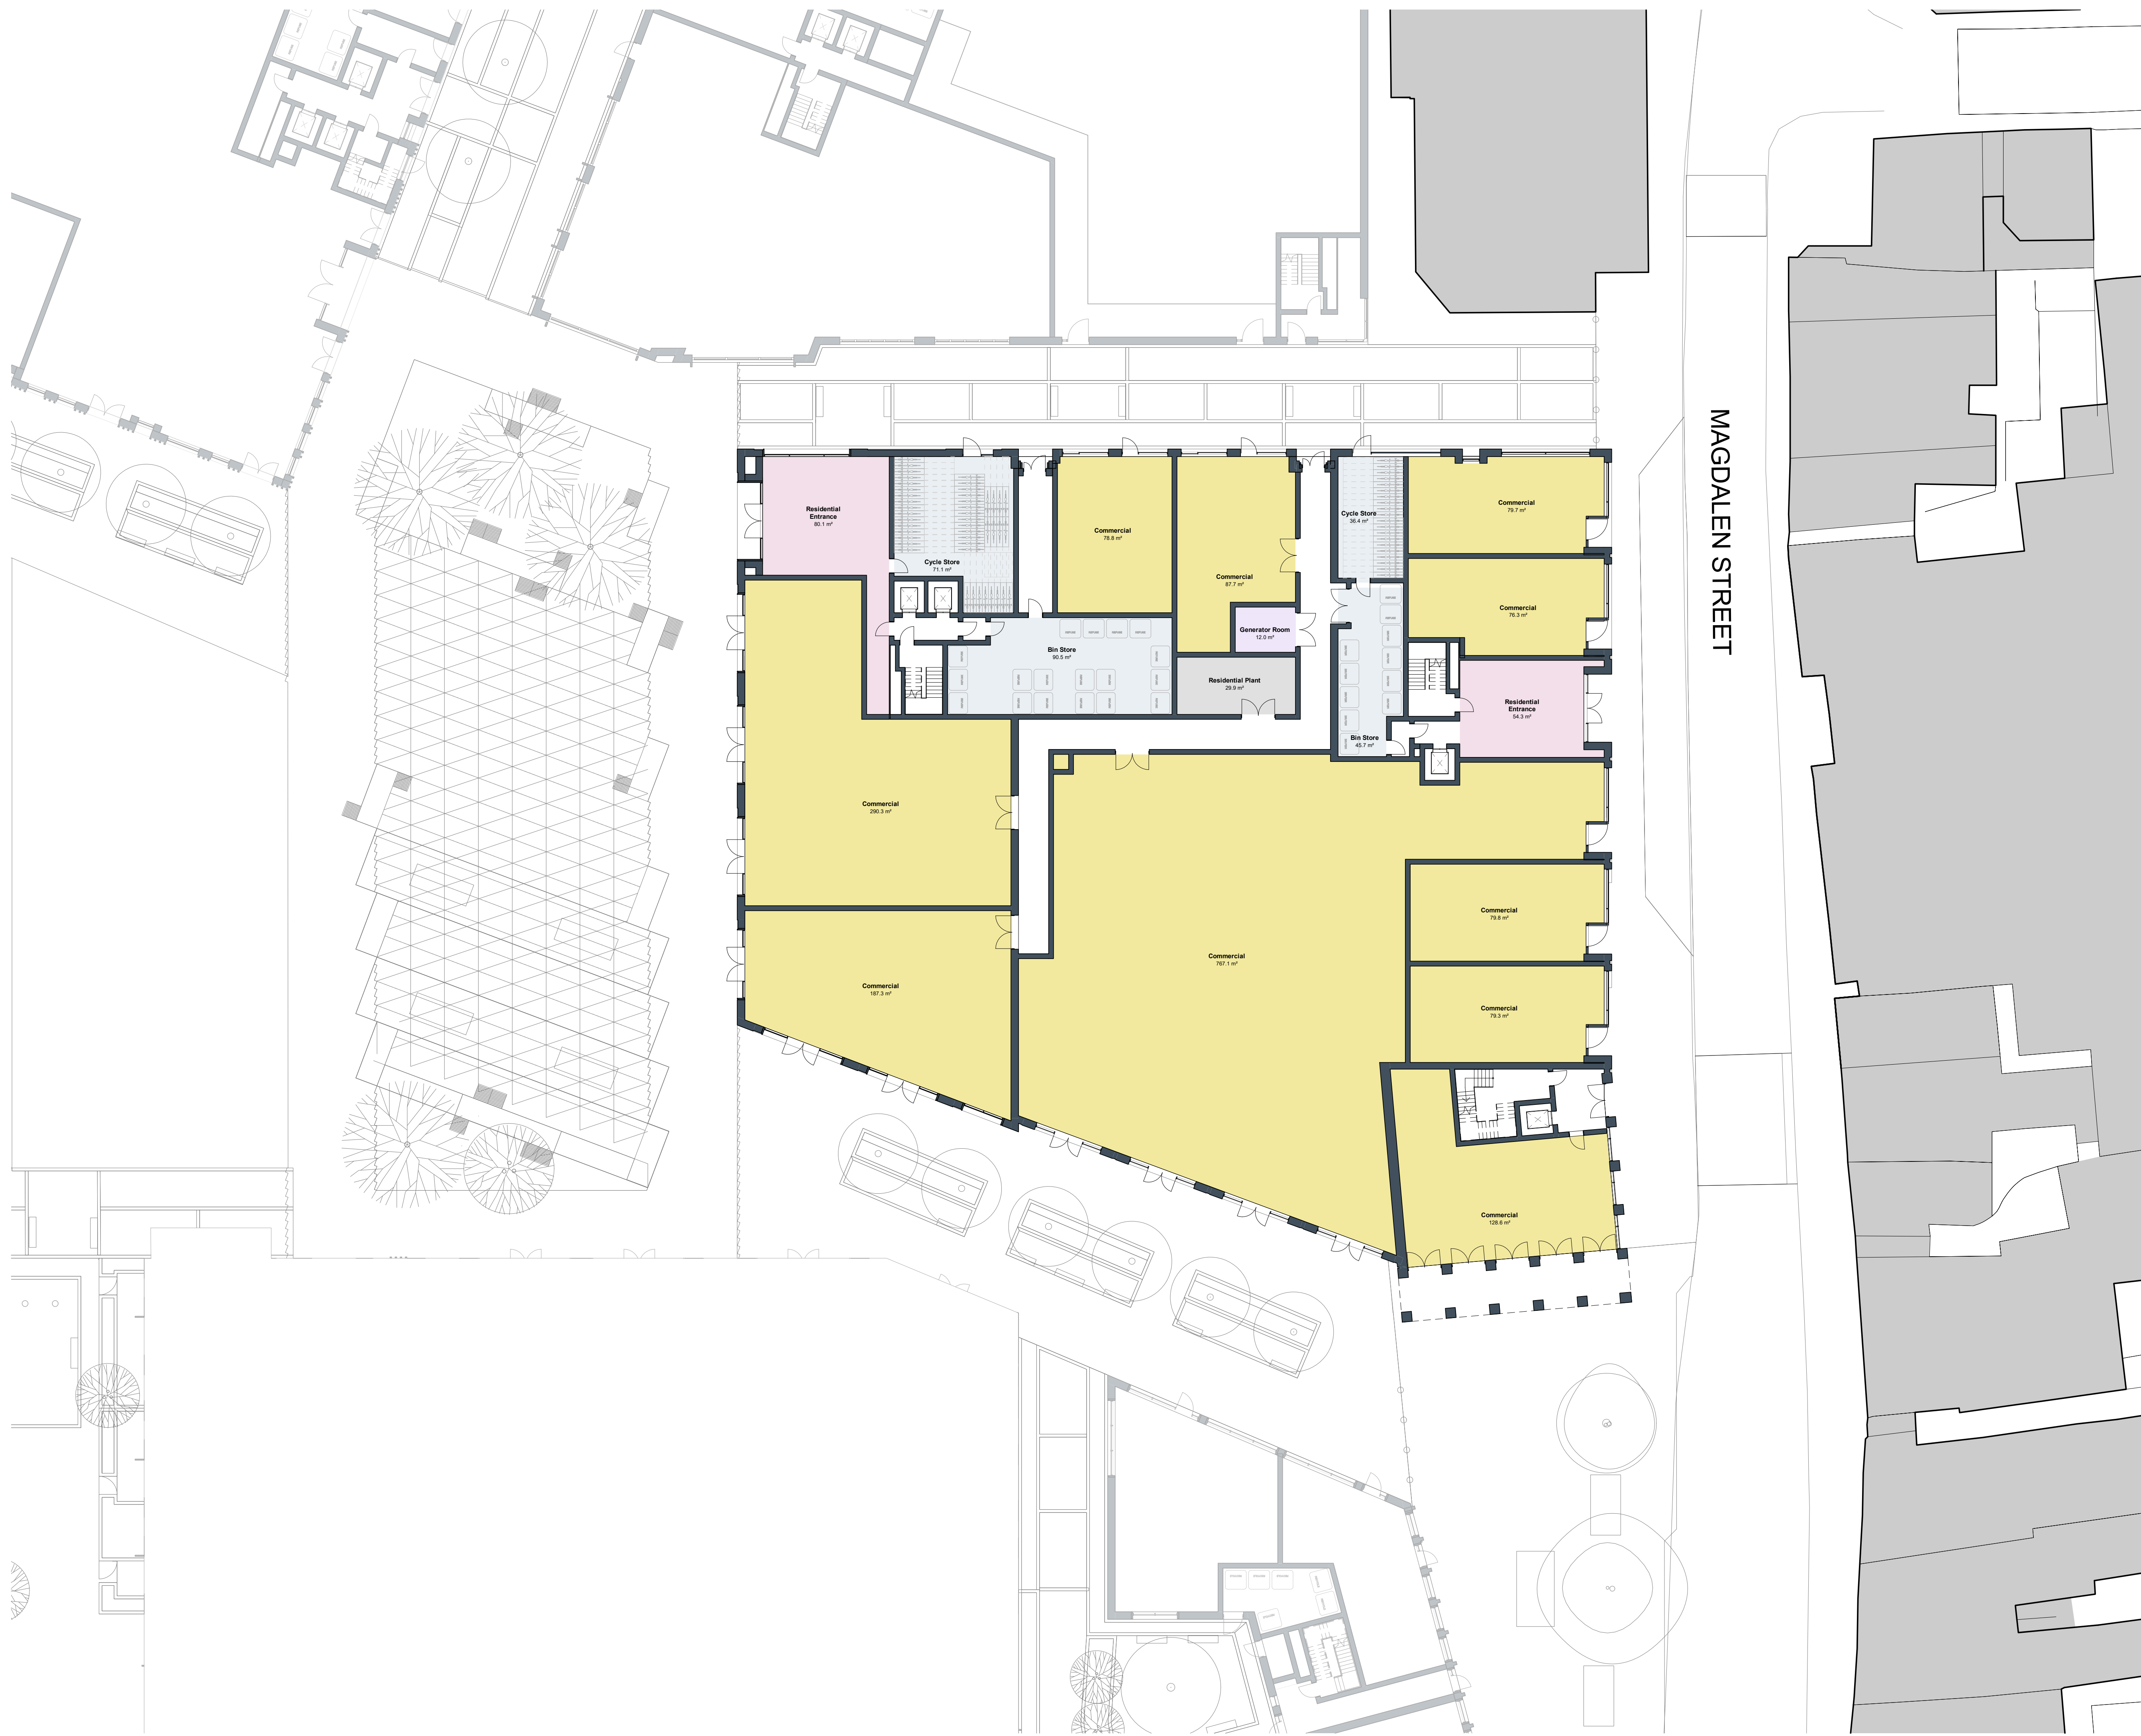 MAGDALEN STREET
Residential
Entrance
80.1 m²
Cycle Store
71.1 m²
Commercial
78.8 m²
Commercial
87.7 m²
Cycle Store
36.4 m²
Commercial
79.7 m²
Commercial
76.3 m²
Generator Room
12.0 m²
Bin Store
90.5 m²
Residential Plant
29.9 m²
Residential
Entrance
54.3 m²
Bin Store
45.7 m²
Commercial
290.3 m²
Commercial
767.1 m²
Commercial
79.8 m²
Commercial
187.3 m²
Commercial
79.3 m²
Commercial
128.6 m²